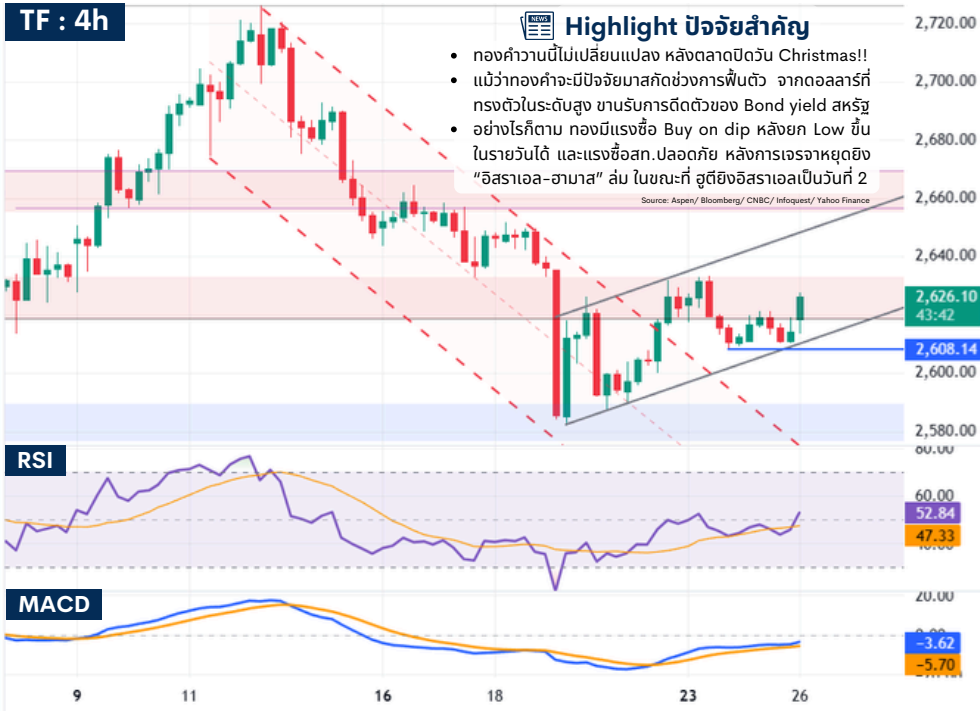 TF : 4h
NEWS
Highlight ปัจจัยสำคัญ
• ทองคำวานนี้ไม่เปลี่ยนแปลง หลังตลาดปิดวัน Christmas!!
• แม้ว่าทองคำจะมีปัจจัยมาสกัดช่วงการฟื้นตัว จากดอลลาร์ที่
ทรงตัวในระดับสูง ขานรับการดีดตัวของ Bond yield สหรัฐ
• อย่างไรก็ตาม ทองมีแรงซื้อ Buy on dip หลังยก Low ขึ้น
ในรายวันได้ และแรงซื้อสท.ปลอดภัย หลังการเจรจาหยุดยิง
“อิสราเอล-ฮามาส” ล่ม ในขณะที่ ฮูตียิงอิสราเอลเป็นวันที่ 2
Source: Aspen/ Bloomberg/ CNBC/ Infoquest/ Yahoo Finance
2,720.00
2,700.00
2,680.00
2,660.00
2,640.00
2,626.10
43:42
2,608.14
2,600.00
2,580.00
RSI
80.00
60.00
52.84
47.33
40.00
MACD
20.00
0.00
-3.62
-5.70
9 11 16 18 23 26